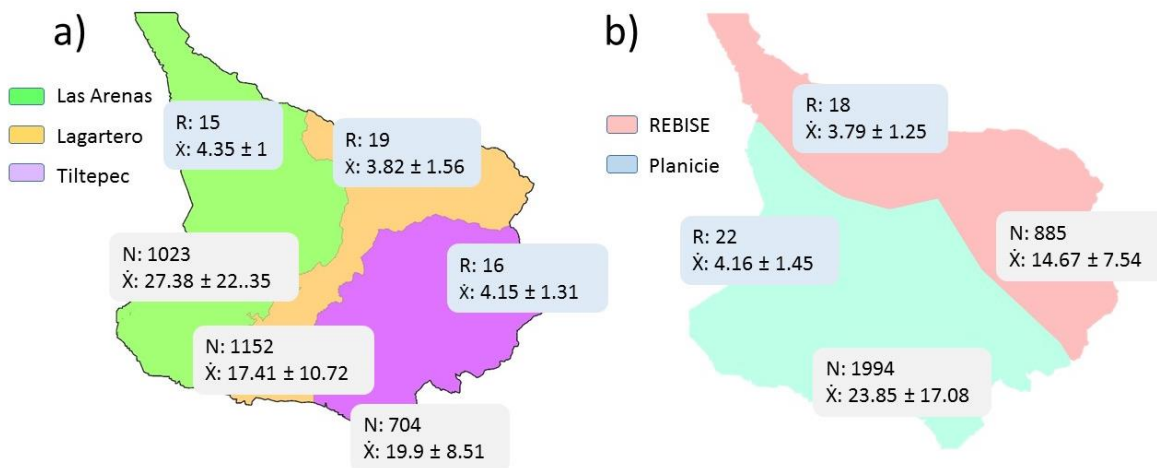 a)
Las Arenas
Lagartero
Tiltepec
R: 15
Ẋ: 4.35 ± 1
R: 19
Ẋ: 3.82 ± 1.56
N: 1023
Ẋ: 27.38 ± 22..35
R: 16
Ẋ: 4.15 ± 1.31
N: 1152
Ẋ: 17.41 ± 10.72
N: 704
Ẋ: 19.9 ± 8.51
b)
REBISE
Planicie
R: 18
Ẋ: 3.79 ± 1.25
R: 22
Ẋ: 4.16 ± 1.45
N: 885
Ẋ: 14.67 ± 7.54
N: 1994
Ẋ: 23.85 ± 17.08